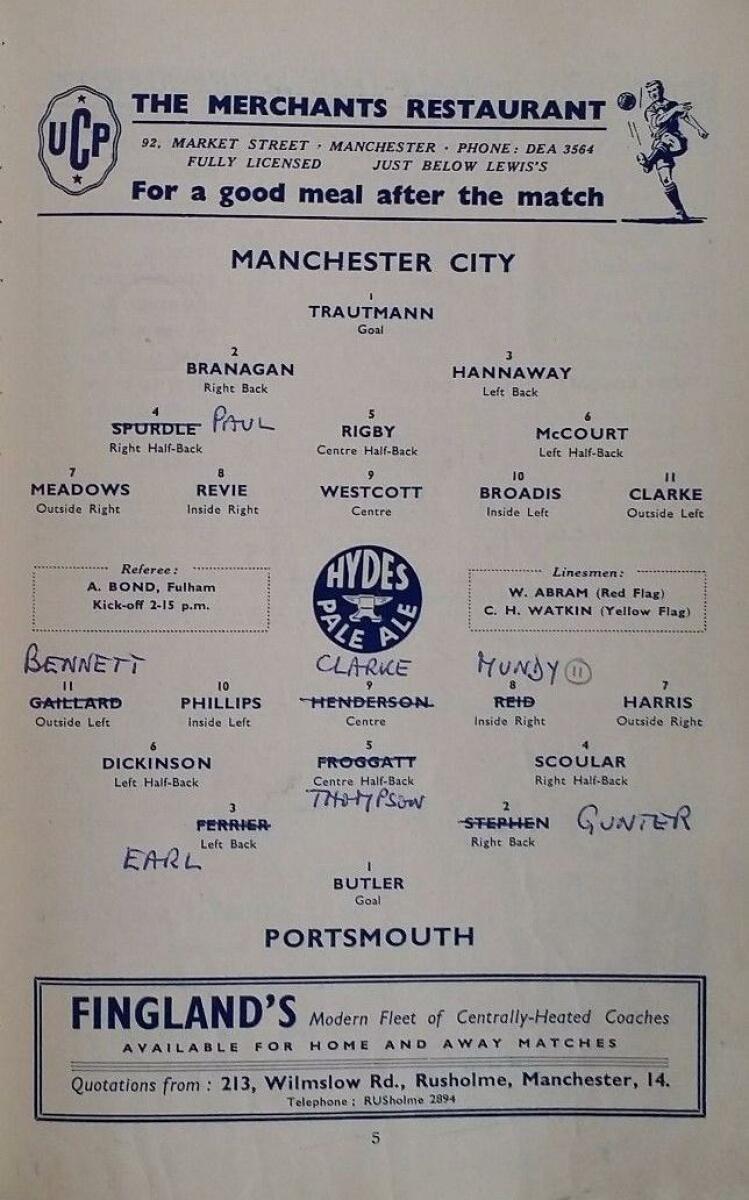 UCP
THE MERCHANTS RESTAURANT
92, MARKET STREET · MANCHESTER · PHONE: DEA 3564
FULLY LICENSED JUST BELOW LEWIS'S
For a good meal after the match
MANCHESTER CITY
1
TRAUTMANN
Goal
2 3
BRANAGAN HANNAWAY
Right Back Left Back
4 5 6
SPURDLE PAUL RIGBY McCOURT
Right Half-Back Centre Half-Back Left Half-Back
7 8 9 10 11
MEADOWS REVIE WESTCOTT BROADIS CLARKE
Outside Right Inside Right Centre Inside Left Outside Left
Referee:
A. BOND, Fulham
Kick-off 2-15 p.m.
HYDES
PALE ALE
Linesmen:
W. ABRAM (Red Flag)
C. H. WATKIN (Yellow Flag)
BENNETT CLARKE MUNDY 11
11 10 9 8 7
GAILLARD PHILLIPS HENDERSON REID HARRIS
Outside Left Inside Left Centre Inside Right Outside Right
6 5 4
DICKINSON FROGGATT SCOULAR
Left Half-Back Centre Half-Back Right Half-Back
THOMPSON
3 2
FERRIER STEPHEN GUNTER
Left Back Right Back
EARL
1
BUTLER
Goal
PORTSMOUTH
FINGLAND'S Modern Fleet of Centrally-Heated Coaches
AVAILABLE FOR HOME AND AWAY MATCHES
Quotations from : 213, Wilmslow Rd., Rusholme, Manchester, 14.
Telephone : RUSholme 2894
5